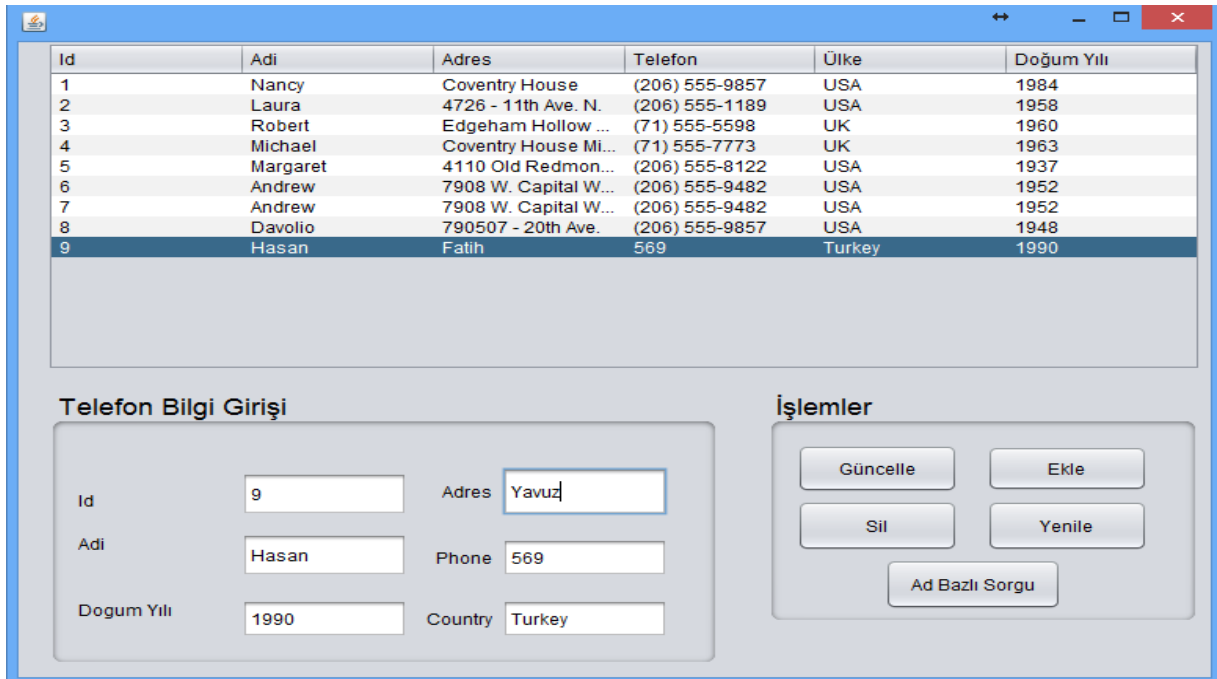 Id Adi Adres Telefon Ülke Doğum Yılı
1 Nancy Coventry House (206) 555-9857 USA 1984
2 Laura 4726 - 11th Ave. N. (206) 555-1189 USA 1958
3 Robert Edgeham Hollow ... (71) 555-5598 UK 1960
4 Michael Coventry House Mi... (71) 555-7773 UK 1963
5 Margaret 4110 Old Redmon... (206) 555-8122 USA 1937
6 Andrew 7908 W. Capital W... (206) 555-9482 USA 1952
7 Andrew 7908 W. Capital W... (206) 555-9482 USA 1952
8 Davolio 790507 - 20th Ave. (206) 555-9857 USA 1948
9 Hasan Fatih 569 Turkey 1990
Telefon Bilgi Girişi
Id 9 Adres Yavuz
Adi Hasan Phone 569
Dogum Yılı 1990 Country Turkey
İşlemler
Güncelle Ekle
Sil Yenile
Ad Bazlı Sorgu